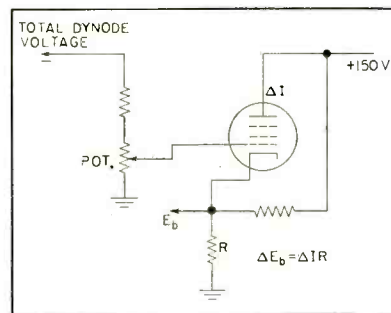 TOTAL DYNODE
VOLTAGE
−
+150 V
ΔI
POT.
E_b
R
ΔE_b = ΔIR